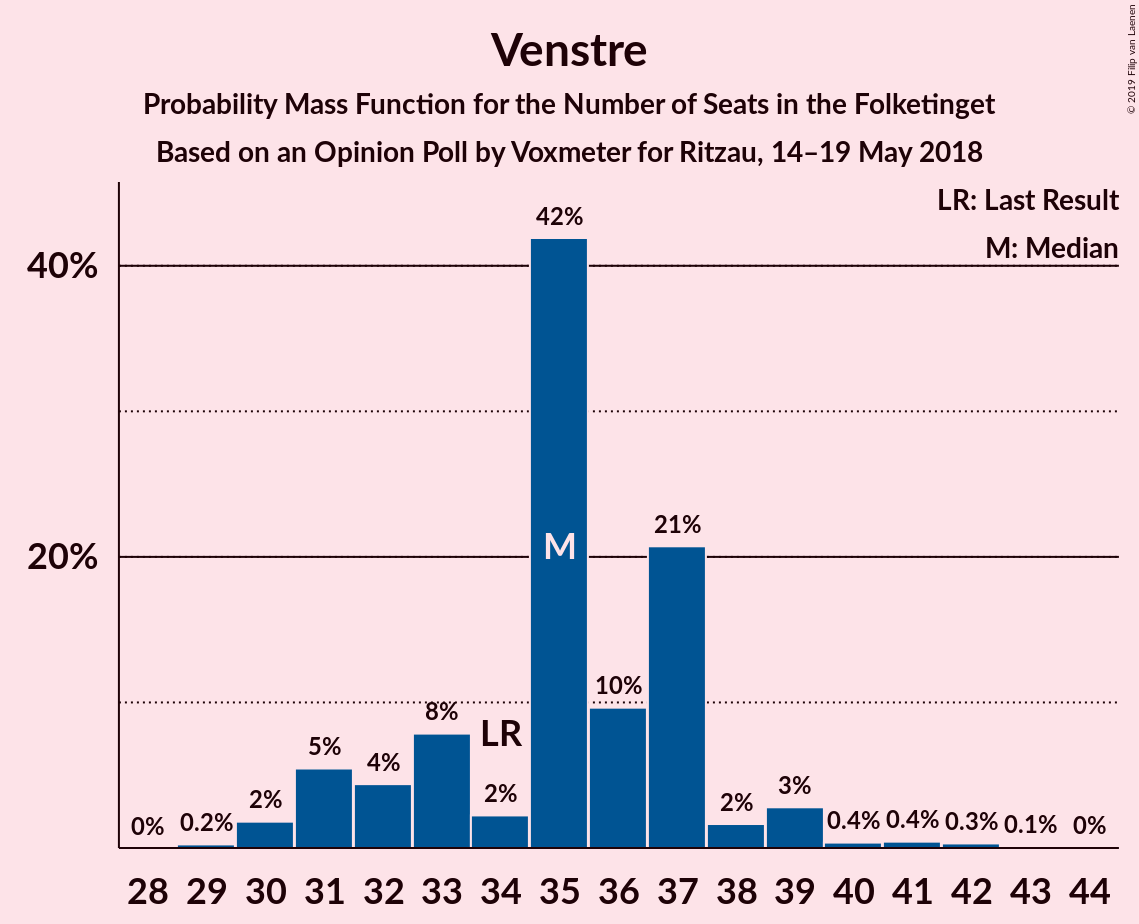 Venstre
Probability Mass Function for the Number of Seats in the Folketinget
Based on an Opinion Poll by Voxmeter for Ritzau, 14–19 May 2018
© 2019 Filip van Laenen
LR: Last Result
M: Median
40%
20%
0% 0.2% 2% 5% 4% 8% 2% 42% 10% 21% 2% 3% 0.4% 0.4% 0.3% 0.1% 0%
LR
M
28 29 30 31 32 33 34 35 36 37 38 39 40 41 42 43 44